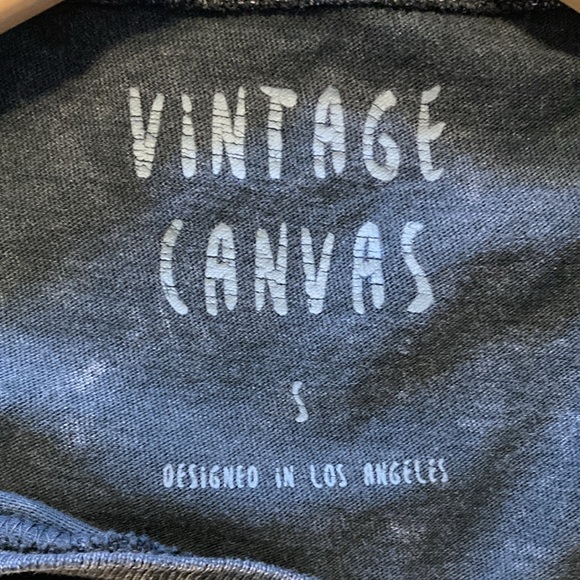 VINTAGE
CANVAS
S
DESIGNED IN LOS ANGELES